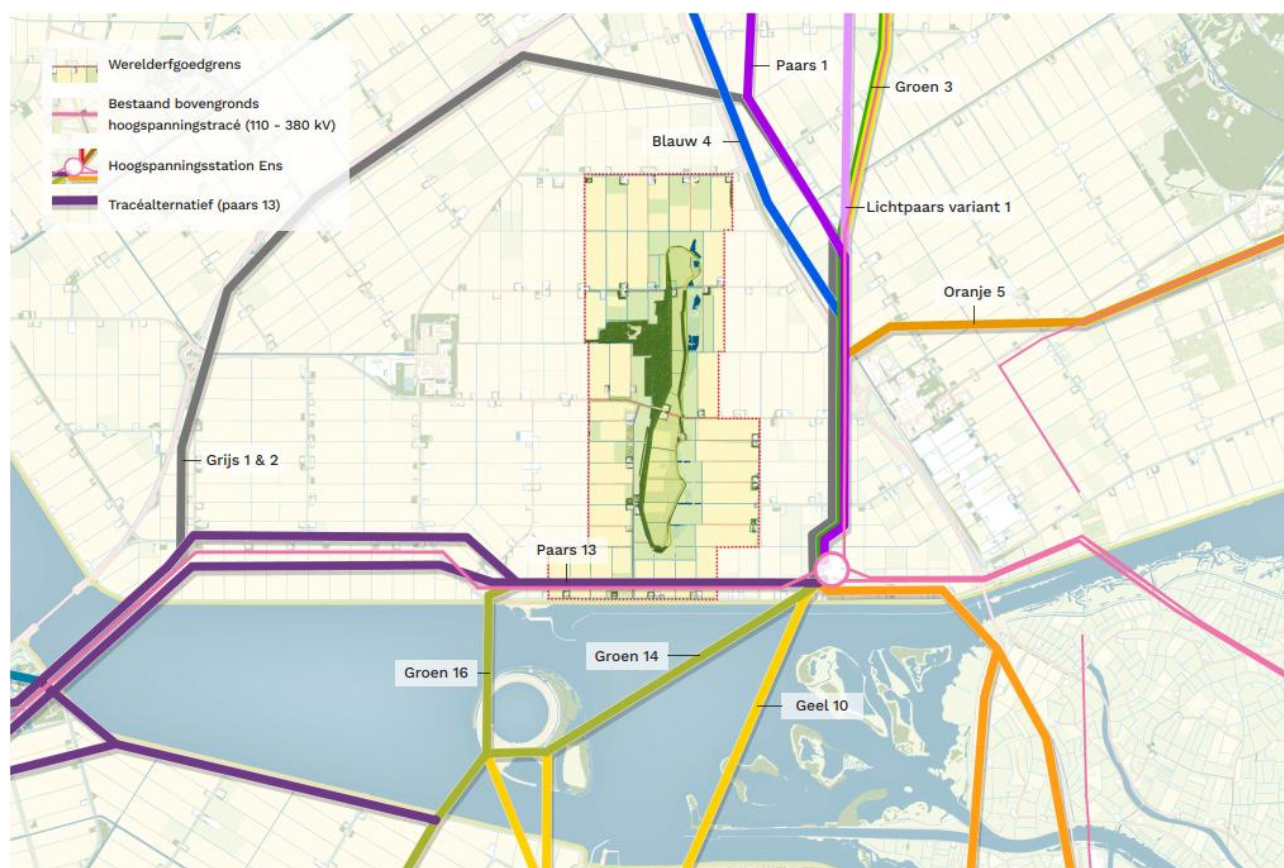 Werelderfgoedgrens
Bestaand bovengronds
hoogspanningstracé (110 - 380 kV)
Hoogspanningsstation Ens
Tracéalternatief (paars 13)
Paars 1
Groen 3
Blauw 4
Lichtpaars variant 1
Oranje 5
Grijs 1 & 2
Paars 13
Groen 14
Groen 16
Geel 10